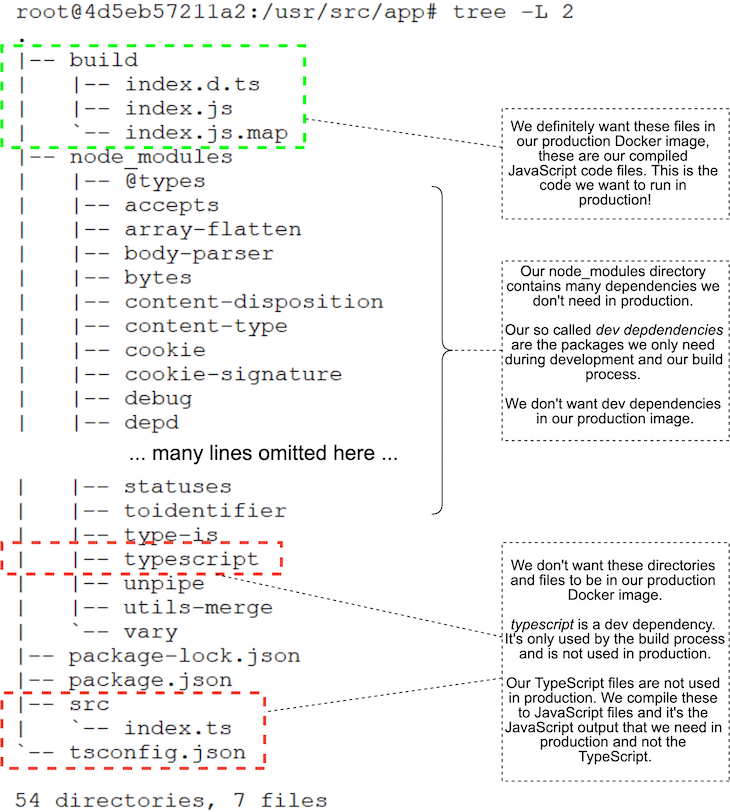 root@4d5eb57211a2:/usr/src/app# tree -L 2
.
|-- build
|   |-- index.d.ts
|   |-- index.js
|   `-- index.js.map
|-- node_modules
|   |-- @types
|   |-- accepts
|   |-- array-flatten
|   |-- body-parser
|   |-- bytes
|   |-- content-disposition
|   |-- content-type
|   |-- cookie
|   |-- cookie-signature
|   |-- debug
|   |-- depd
... many lines omitted here ...
|   |-- statuses
|   |-- toidentifier
|   |-- type-is
|   |-- typescript
|   |-- unpipe
|   |-- utils-merge
|   `-- vary
|-- package-lock.json
|-- package.json
|-- src
|   `-- index.ts
`-- tsconfig.json
54 directories, 7 files
We definitely want these files in
our production Docker image,
these are our compiled
JavaScript code files. This is the
code we want to run in
production!
Our node_modules directory
contains many dependencies we
don't need in production.
Our so called dev depdendencies
are the packages we only need
during development and our build
process.
We don't want dev dependencies
in our production image.
We don't want these directories
and files to be in our production
Docker image.
typescript is a dev dependency.
It's only used by the build process
and is not used in production.
Our TypeScript files are not used
in production. We compile these
to JavaScript files and it's the
JavaScript output that we need in
production and not the
TypeScript.